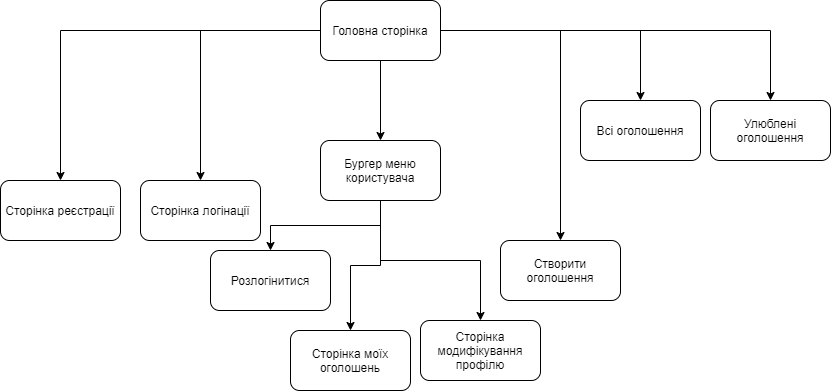 Головна сторінка
Всі оголошення
Улюблені
оголошення
Бургер меню
користувача
Сторінка реєстрації
Сторінка логінації
Розлогінитися
Створити
оголошення
Сторінка моїх
оголошень
Сторінка
модифікування
профілю